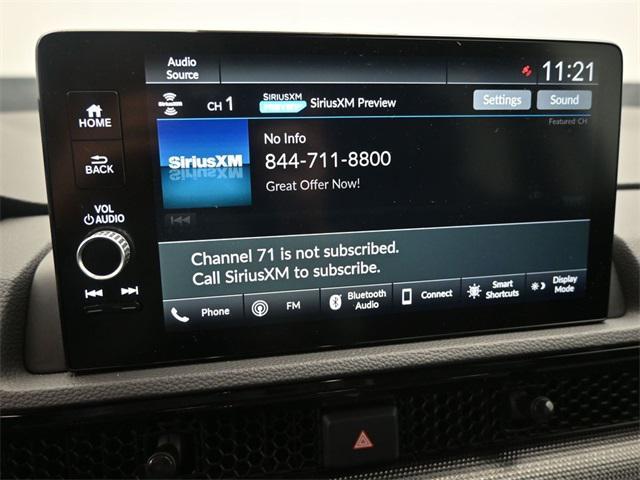 Audio
Source
11:21
HOME
SiriusXM
CH 1
SIRIUSXM
PREVIEW
SiriusXM Preview
Settings
Sound
Featured CH
BACK
SiriusXM
No Info
844-711-8800
Great Offer Now!
VOL
AUDIO
Channel 71 is not subscribed.
Call SiriusXM to subscribe.
Phone
FM
Bluetooth
Audio
Connect
Smart
Shortcuts
Display
Mode